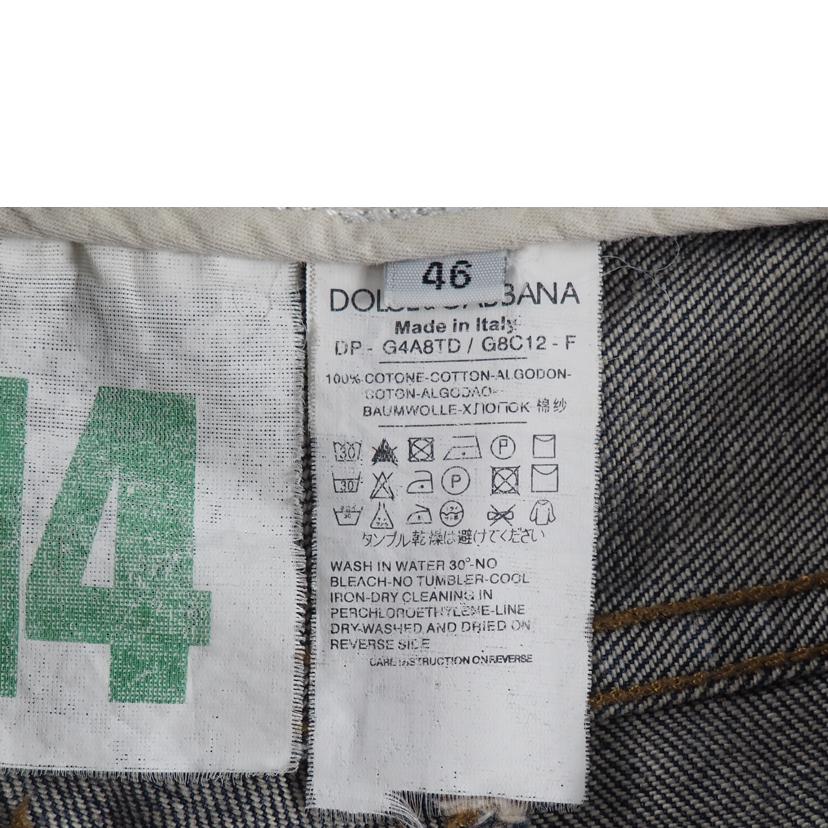 46
DOLCE&GABBANA
Made in Italy
DP - G4A8TD / G8C12 - F
100% COTONE-COTTON-ALGODON-
COTON-ALGODAO-
BAUMWOLLE-ХЛОПОК 棉纱
30 P
30 P
タンブル乾燥は避けてください
WASH IN WATER 30°-NO
BLEACH-NO TUMBLER-COOL
IRON-DRY CLEANING IN
PERCHLOROETHYLENE-LINE
DRY-WASHED AND DRIED ON
REVERSE SIDE
CARE INSTRUCTION ON REVERSE
14